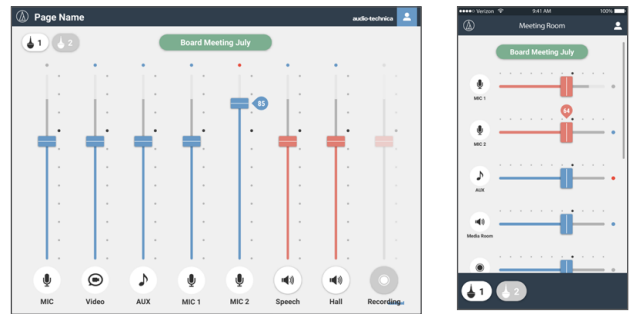 Page Name
audio-technica
1
2
Board Meeting July
85
MIC
Video
AUX
MIC 1
MIC 2
Speech
Hall
Recording
Verizon
9:41 AM
100%
Meeting Room
Board Meeting July
MIC 1
64
MIC 2
AUX
Media Room
1
2